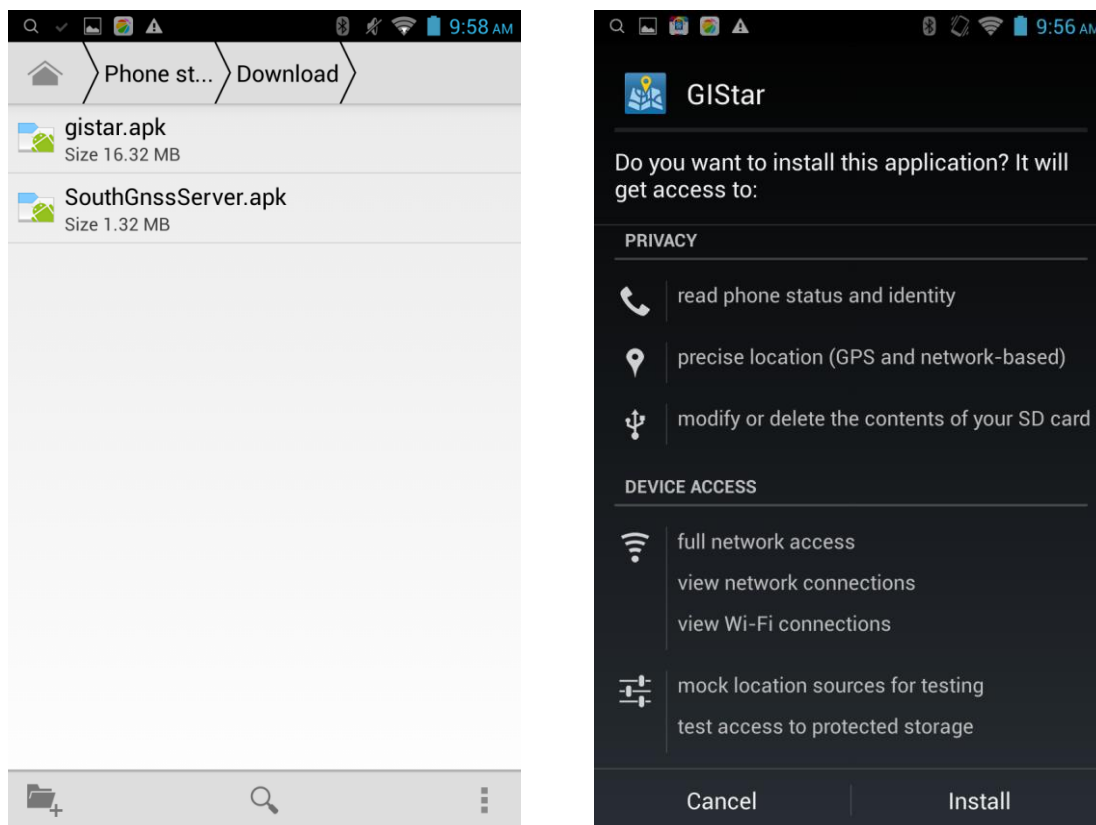 9:58 AM
Phone st... Download
gistar.apk
Size 16.32 MB
SouthGnssServer.apk
Size 1.32 MB
9:56 AM
GIStar
Do you want to install this application? It will
get access to:
PRIVACY
read phone status and identity
precise location (GPS and network-based)
modify or delete the contents of your SD card
DEVICE ACCESS
full network access
view network connections
view Wi-Fi connections
mock location sources for testing
test access to protected storage
Cancel Install